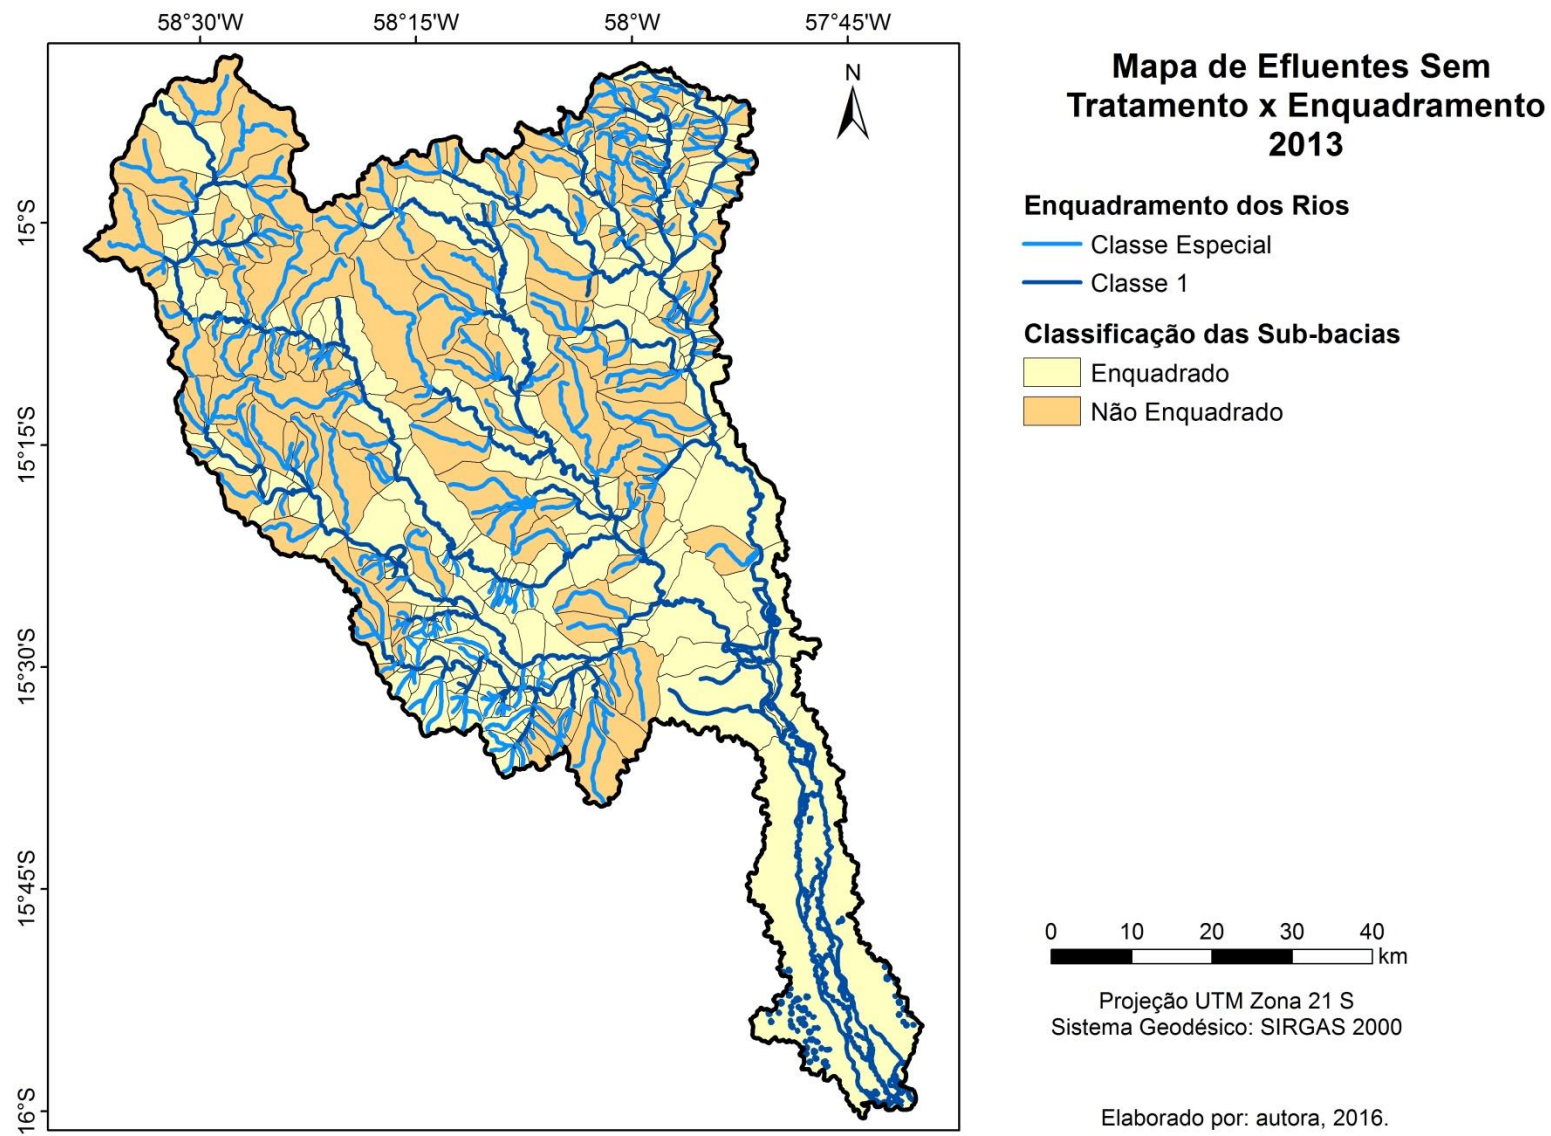 58°30'W 58°15'W 58°W 57°45'W
N
15°S
15°15'S
15°30'S
15°45'S
16°S
Mapa de Efluentes Sem
Tratamento x Enquadramento
2013
Enquadramento dos Rios
Classe Especial
Classe 1
Classificação das Sub-bacias
Enquadrado
Não Enquadrado
0 10 20 30 40
km
Projeção UTM Zona 21 S
Sistema Geodésico: SIRGAS 2000
Elaborado por: autora, 2016.